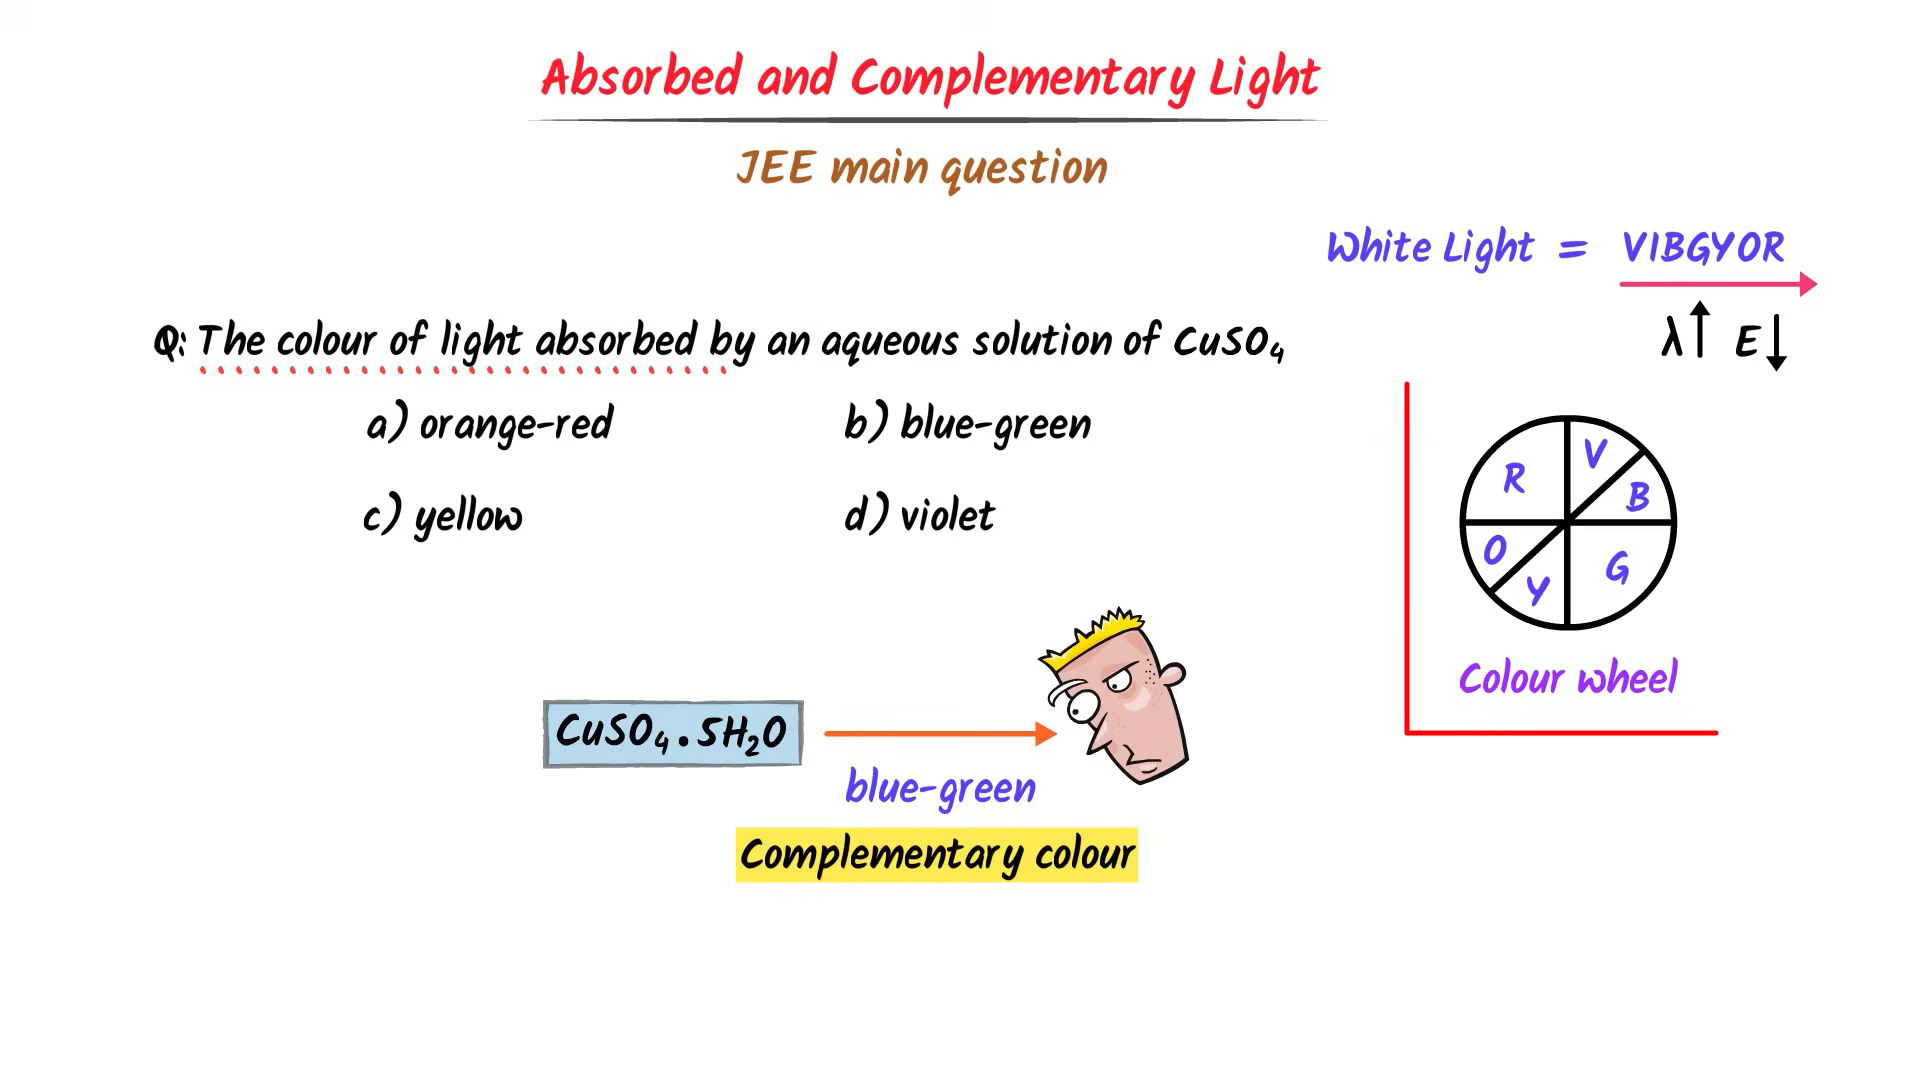 Absorbed and Complementary Light
JEE main question
White Light = VIBGYOR
λ↑ E↓
Q: The colour of light absorbed by an aqueous solution of CuSO₄
a) orange-red b) blue-green
c) yellow d) violet
R V B
O Y G
Colour wheel
CuSO₄.5H₂O
blue-green
Complementary colour